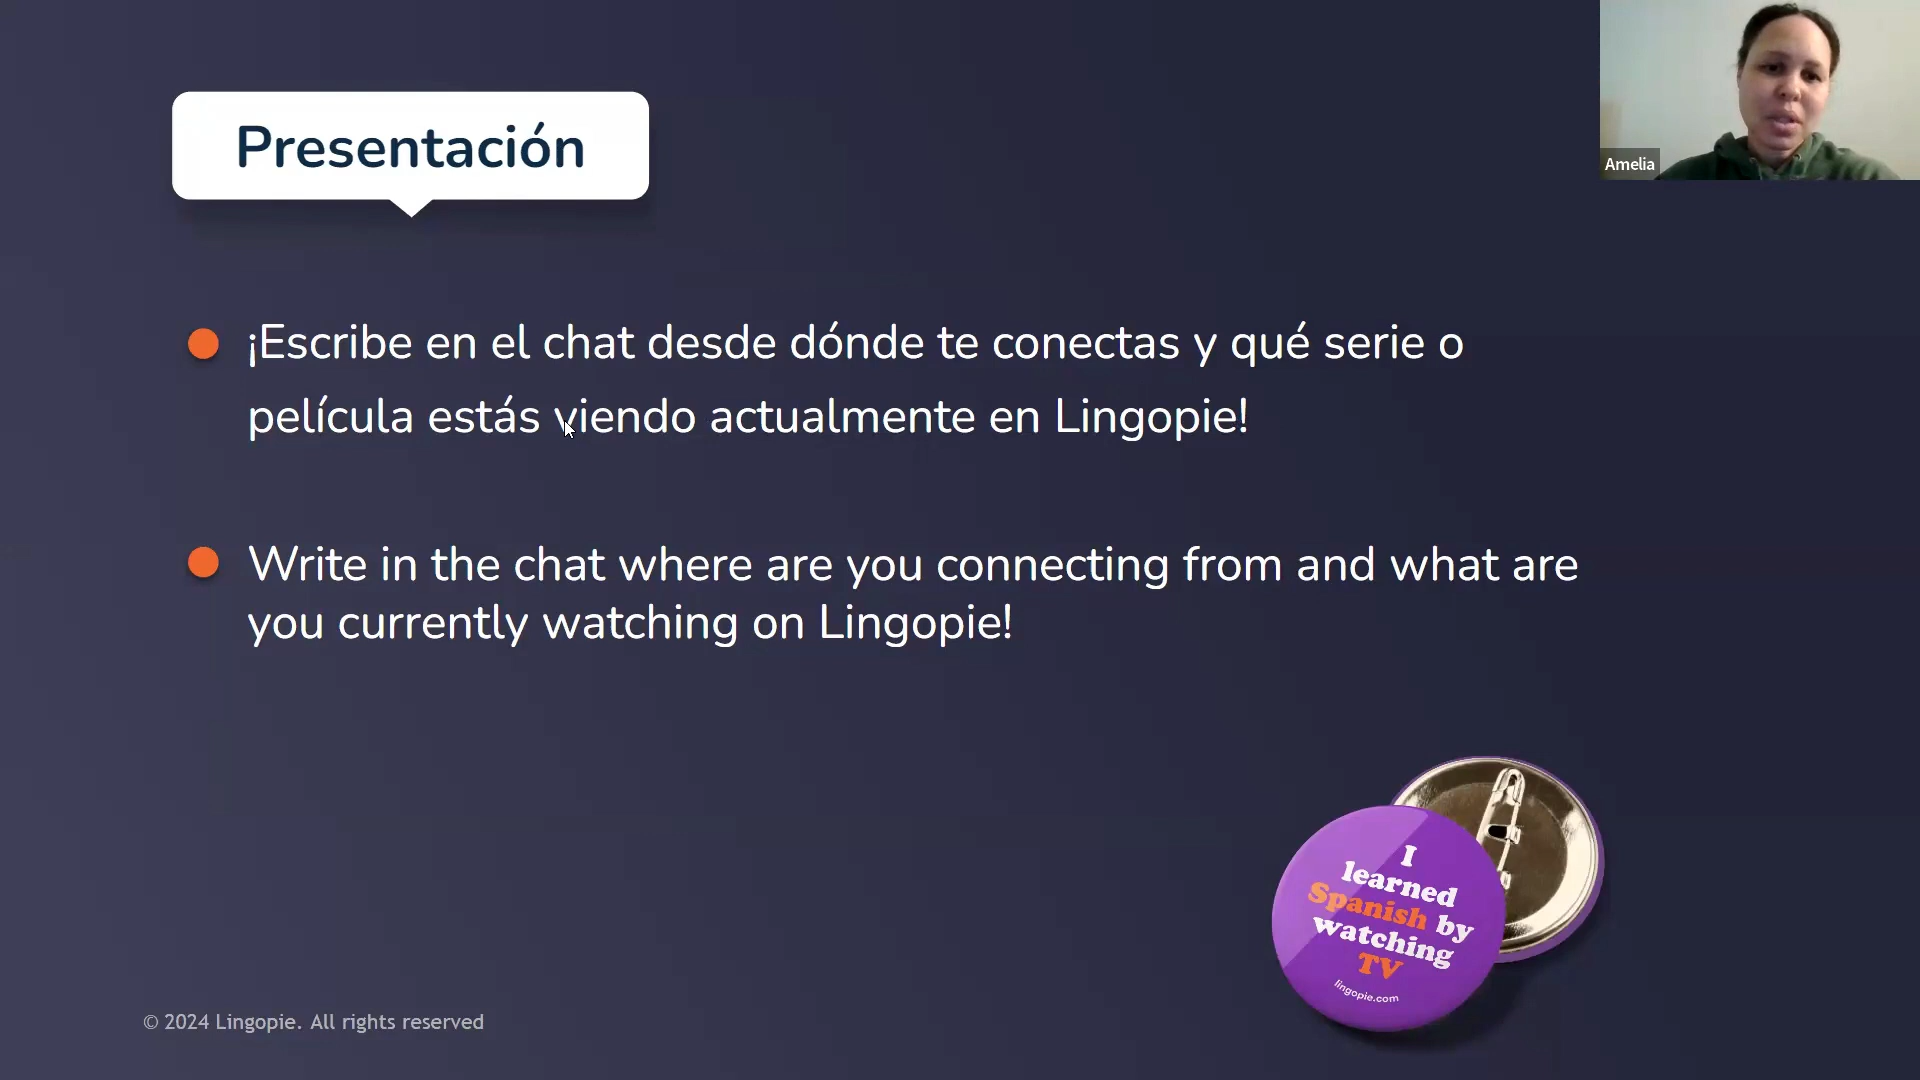 Presentación
Amelia
¡Escribe en el chat desde dónde te conectas y qué serie o
película estás viendo actualmente en Lingopie!
Write in the chat where are you connecting from and what are
you currently watching on Lingopie!
I
learned
Spanish by
watching
TV
lingopie.com
© 2024 Lingopie. All rights reserved